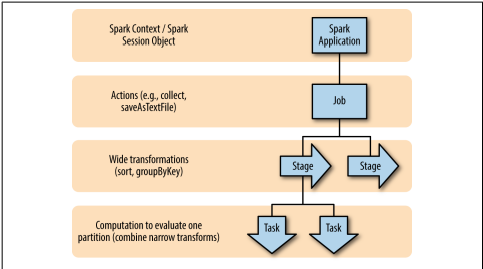 Spark Context / Spark
Session Object
Spark
Application
Actions (e.g., collect,
saveAsTextFile)
Job
Wide transformations
(sort, groupByKey)
Stage
Stage
Computation to evaluate one
partition (combine narrow transforms)
Task
Task